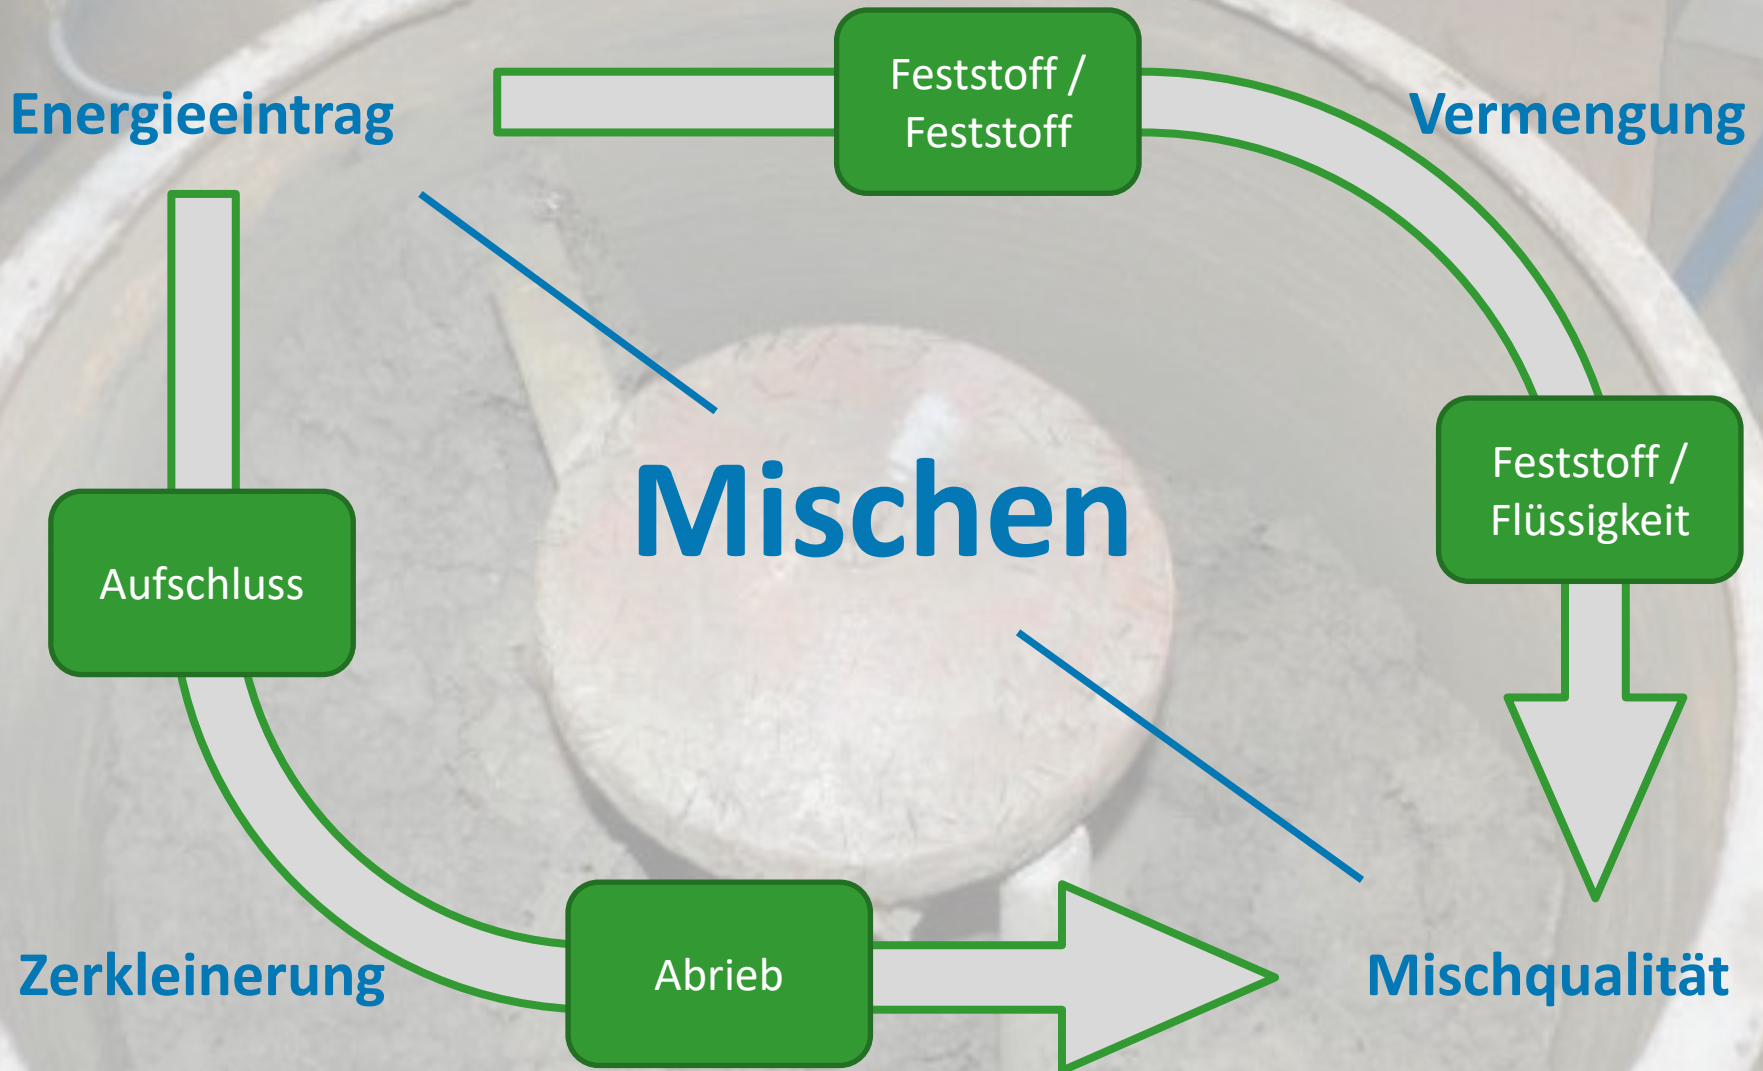 Energieeintrag
Feststoff /
Feststoff
Vermengung
Mischen
Feststoff /
Flüssigkeit
Aufschluss
Zerkleinerung
Abrieb
Mischqualität